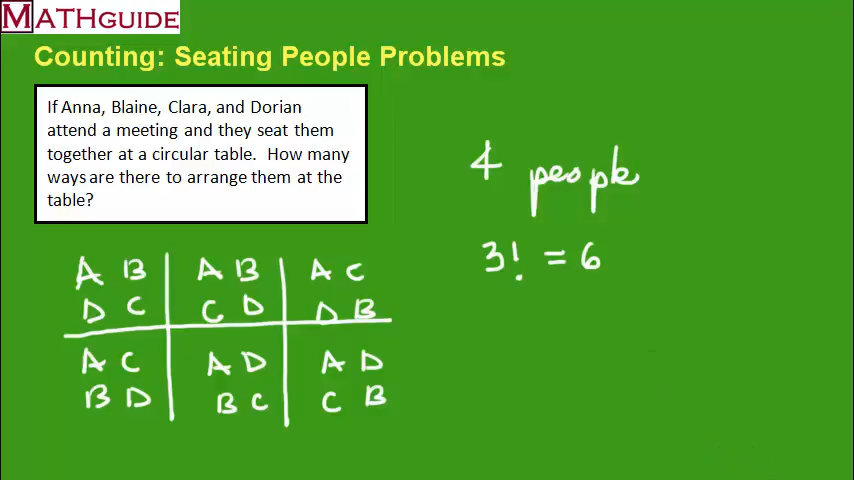 MATHGUIDE
Counting: Seating People Problems
If Anna, Blaine, Clara, and Dorian
attend a meeting and they seat them
together at a circular table. How many
ways are there to arrange them at the
table?
4 people
3! = 6
A B | A B | A C
D C | C D | D B
A C | A D | A D
B D | B C | C B